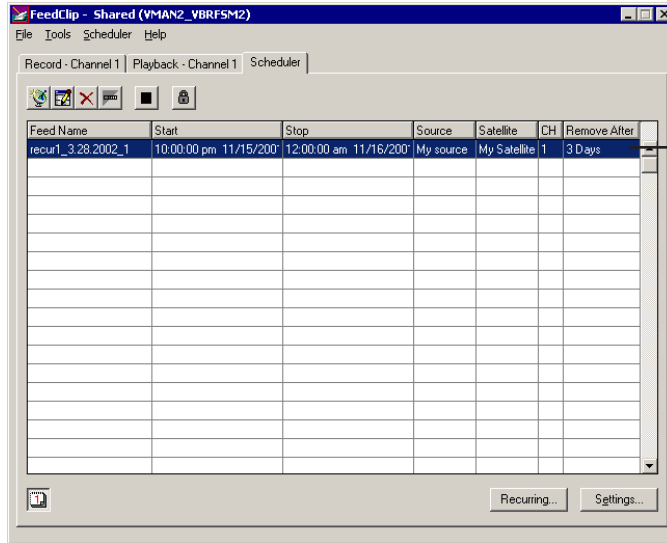 FeedClip - Shared (VMAN2_VBRFSM2)
File Tools Scheduler Help
Record - Channel 1 Playback - Channel 1 Scheduler
Feed Name Start Stop Source Satellite CH Remove After
recur1_3.28.2002_1 10:00:00 pm 11/15/200 12:00:00 am 11/16/200 My source My Satellite 1 3 Days
Recurring... Settings...